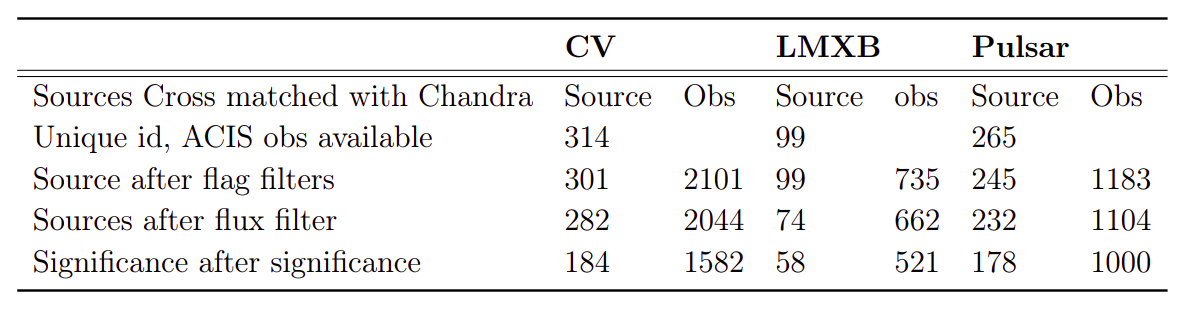 CV LMXB Pulsar
Sources Cross matched with Chandra Source Obs Source obs Source Obs
Unique id, ACIS obs available 314 99 265
Source after flag filters 301 2101 99 735 245 1183
Sources after flux filter 282 2044 74 662 232 1104
Significance after significance 184 1582 58 521 178 1000